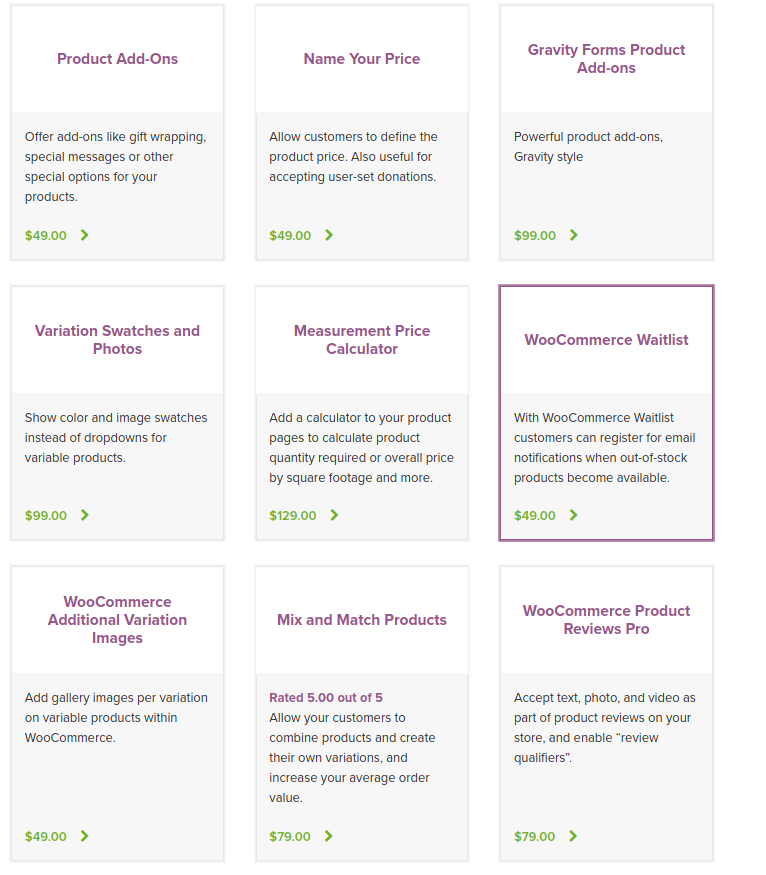 Product Add-Ons
Offer add-ons like gift wrapping,
special messages or other
special options for your
products.
$49.00
Name Your Price
Allow customers to define the
product price. Also useful for
accepting user-set donations.
$49.00
Gravity Forms Product
Add-ons
Powerful product add-ons,
Gravity style
$99.00
Variation Swatches and
Photos
Show color and image swatches
instead of dropdowns for
variable products.
$99.00
Measurement Price
Calculator
Add a calculator to your product
pages to calculate product
quantity required or overall price
by square footage and more.
$129.00
WooCommerce Waitlist
With WooCommerce Waitlist
customers can register for email
notifications when out-of-stock
products become available.
$49.00
WooCommerce
Additional Variation
Images
Add gallery images per variation
on variable products within
WooCommerce.
$49.00
Mix and Match Products
Rated 5.00 out of 5
Allow your customers to
combine products and create
their own variations, and
increase your average order
value.
$79.00
WooCommerce Product
Reviews Pro
Accept text, photo, and video as
part of product reviews on your
store, and enable “review
qualifiers”.
$79.00